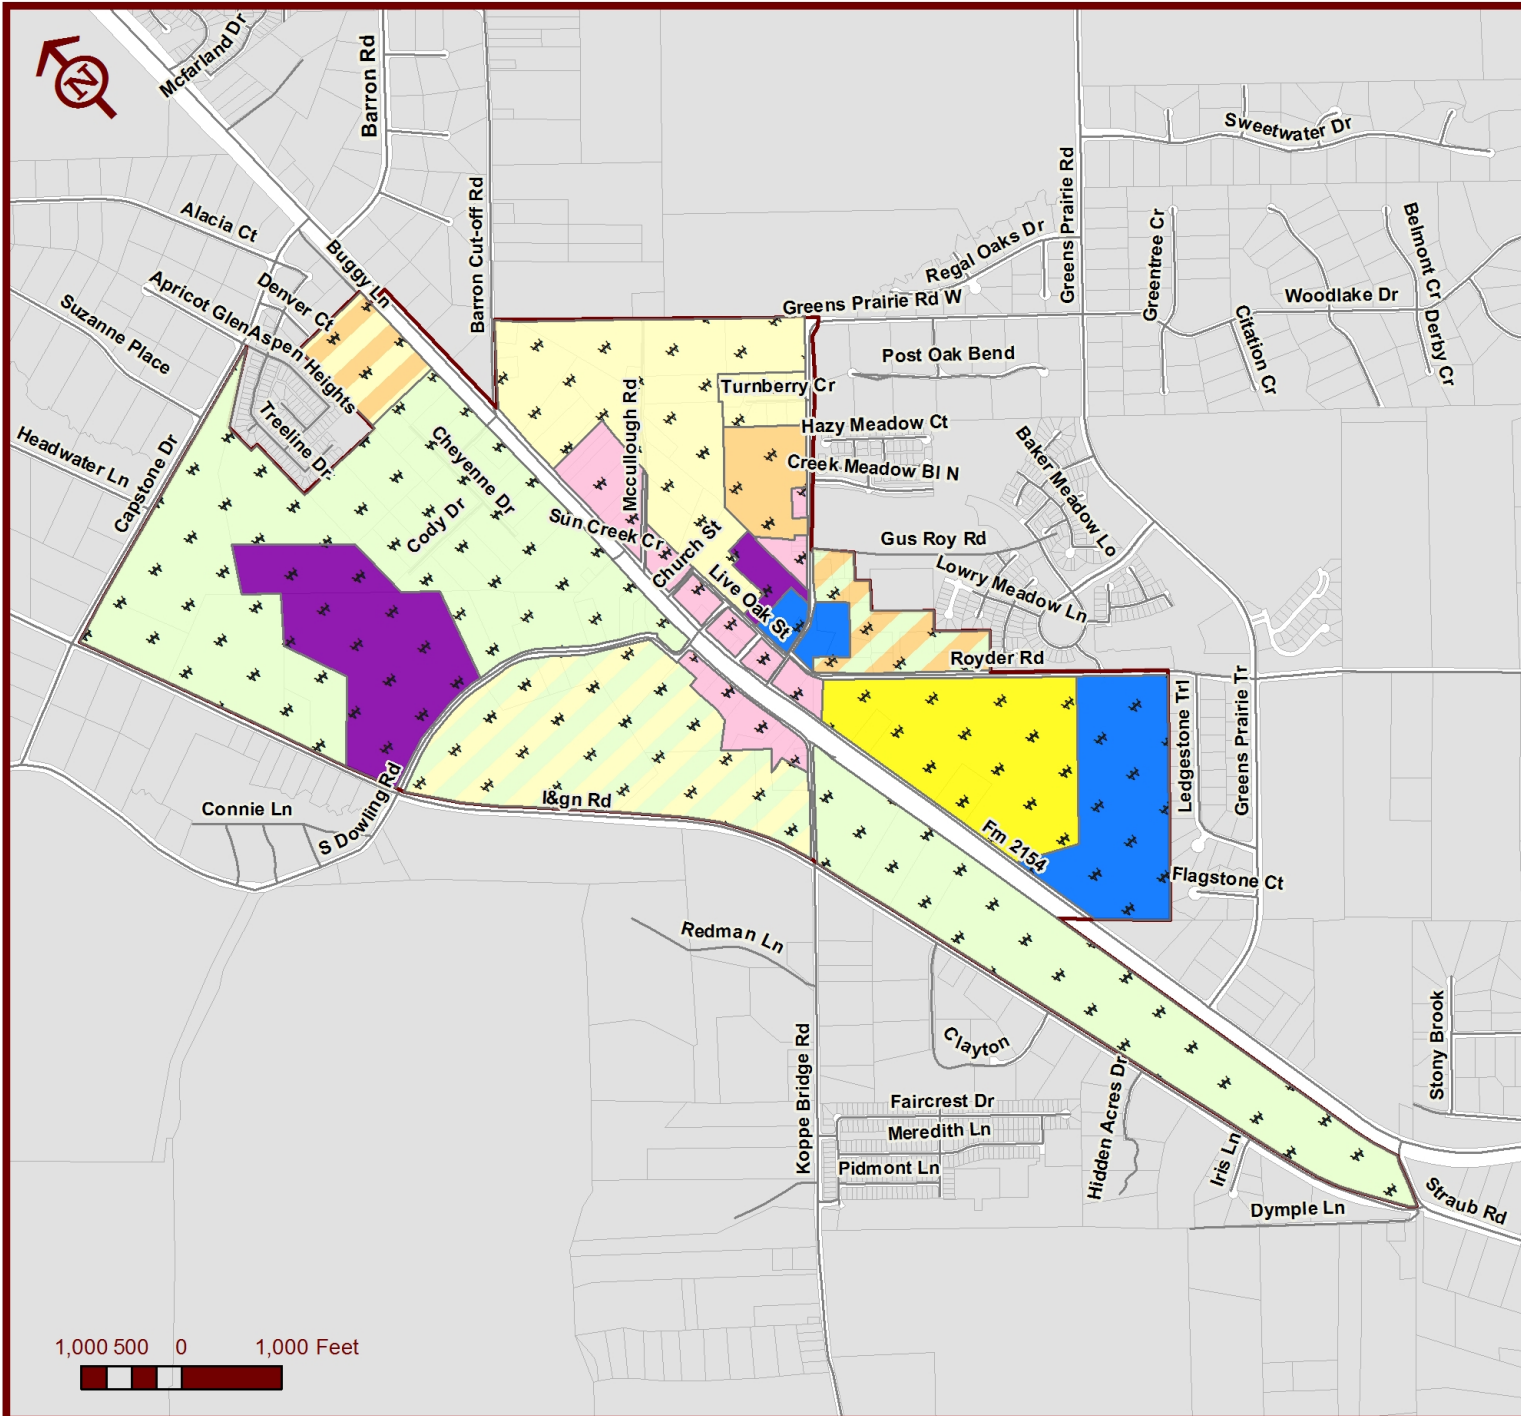 Mcfarland Dr
Barron Rd
N
Sweetwater Dr
Barron Cut-off Rd
Greens Prairie Rd
Alacia Ct
Regal Oaks Dr
Greentree Cr
Belmont Cr
Buggy Ln
Apricot Glen
Denver Ct
Greens Prairie Rd W
Woodlake Dr
Suzanne Place
Aspen Heights
Citation Cr
Derby Cr
Post Oak Bend
Turnberry Cr
Mccullough Rd
Hazy Meadow Ct
Treeline Dr
Headwater Ln
Capstone Dr
Cheyenne Dr
Creek Meadow Bl N
Baker Meadow Lo
Cody Dr
Sun Creek Cr
Church St
Gus Roy Rd
Live Oak St
Lowry Meadow Ln
Royder Rd
Ledgestone Trl
Greens Prairie Tr
I&gn Rd
Connie Ln
S Dowling Rd
Fm 2154
Flagstone Ct
Redman Ln
Clayton
Stony Brook
Koppe Bridge Rd
Hidden Acres Dr
Faircrest Dr
Meredith Ln
Pidmont Ln
Iris Ln
Dymple Ln
Straub Rd
1,000 500 0 1,000 Feet